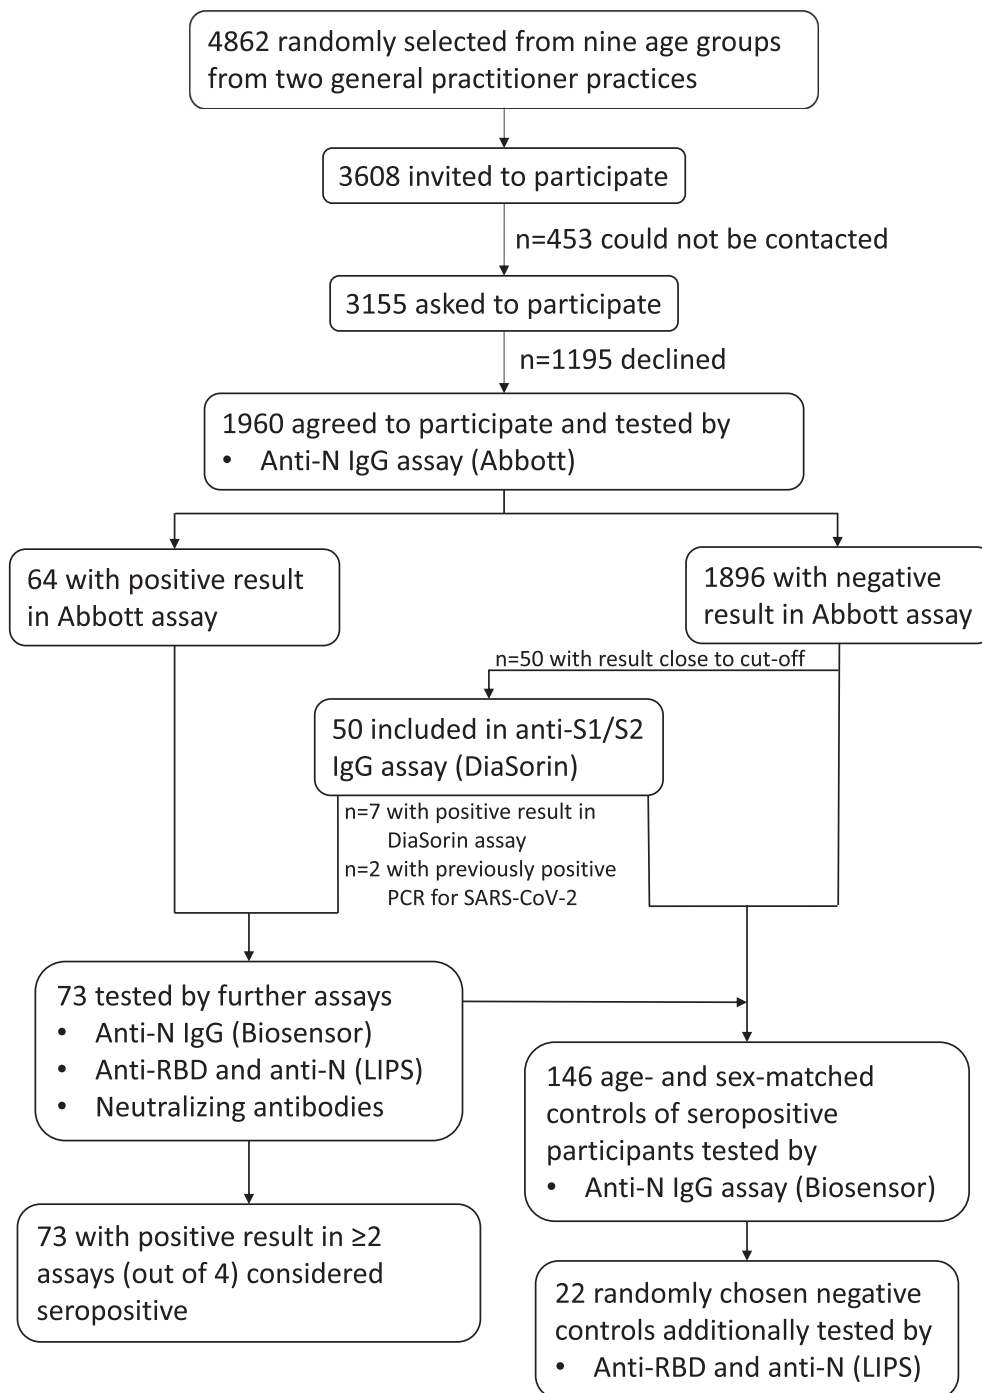 4862 randomly selected from nine age groups
from two general practitioner practices
3608 invited to participate
n=453 could not be contacted
3155 asked to participate
n=1195 declined
1960 agreed to participate and tested by
• Anti-N IgG assay (Abbott)
64 with positive result
in Abbott assay
1896 with negative
result in Abbott assay
n=50 with result close to cut-off
50 included in anti-S1/S2
IgG assay (DiaSorin)
n=7 with positive result in
DiaSorin assay
n=2 with previously positive
PCR for SARS-CoV-2
73 tested by further assays
• Anti-N IgG (Biosensor)
• Anti-RBD and anti-N (LIPS)
• Neutralizing antibodies
146 age- and sex-matched
controls of seropositive
participants tested by
• Anti-N IgG assay (Biosensor)
73 with positive result in ≥2
assays (out of 4) considered
seropositive
22 randomly chosen negative
controls additionally tested by
• Anti-RBD and anti-N (LIPS)